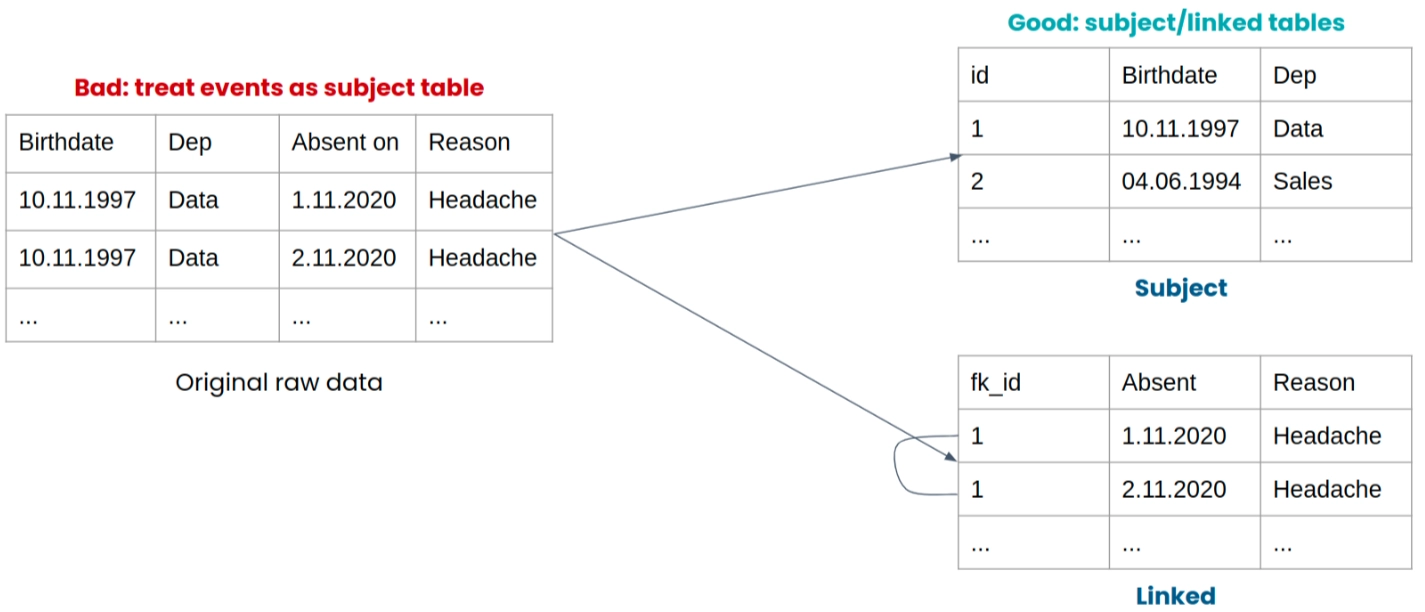 Bad: treat events as subject table
Birthdate Dep Absent on Reason
10.11.1997 Data 1.11.2020 Headache
10.11.1997 Data 2.11.2020 Headache
... ... ... ...
Original raw data
Good: subject/linked tables
id Birthdate Dep
1 10.11.1997 Data
2 04.06.1994 Sales
... ... ...
Subject
fk_id Absent Reason
1 1.11.2020 Headache
1 2.11.2020 Headache
... ... ...
Linked